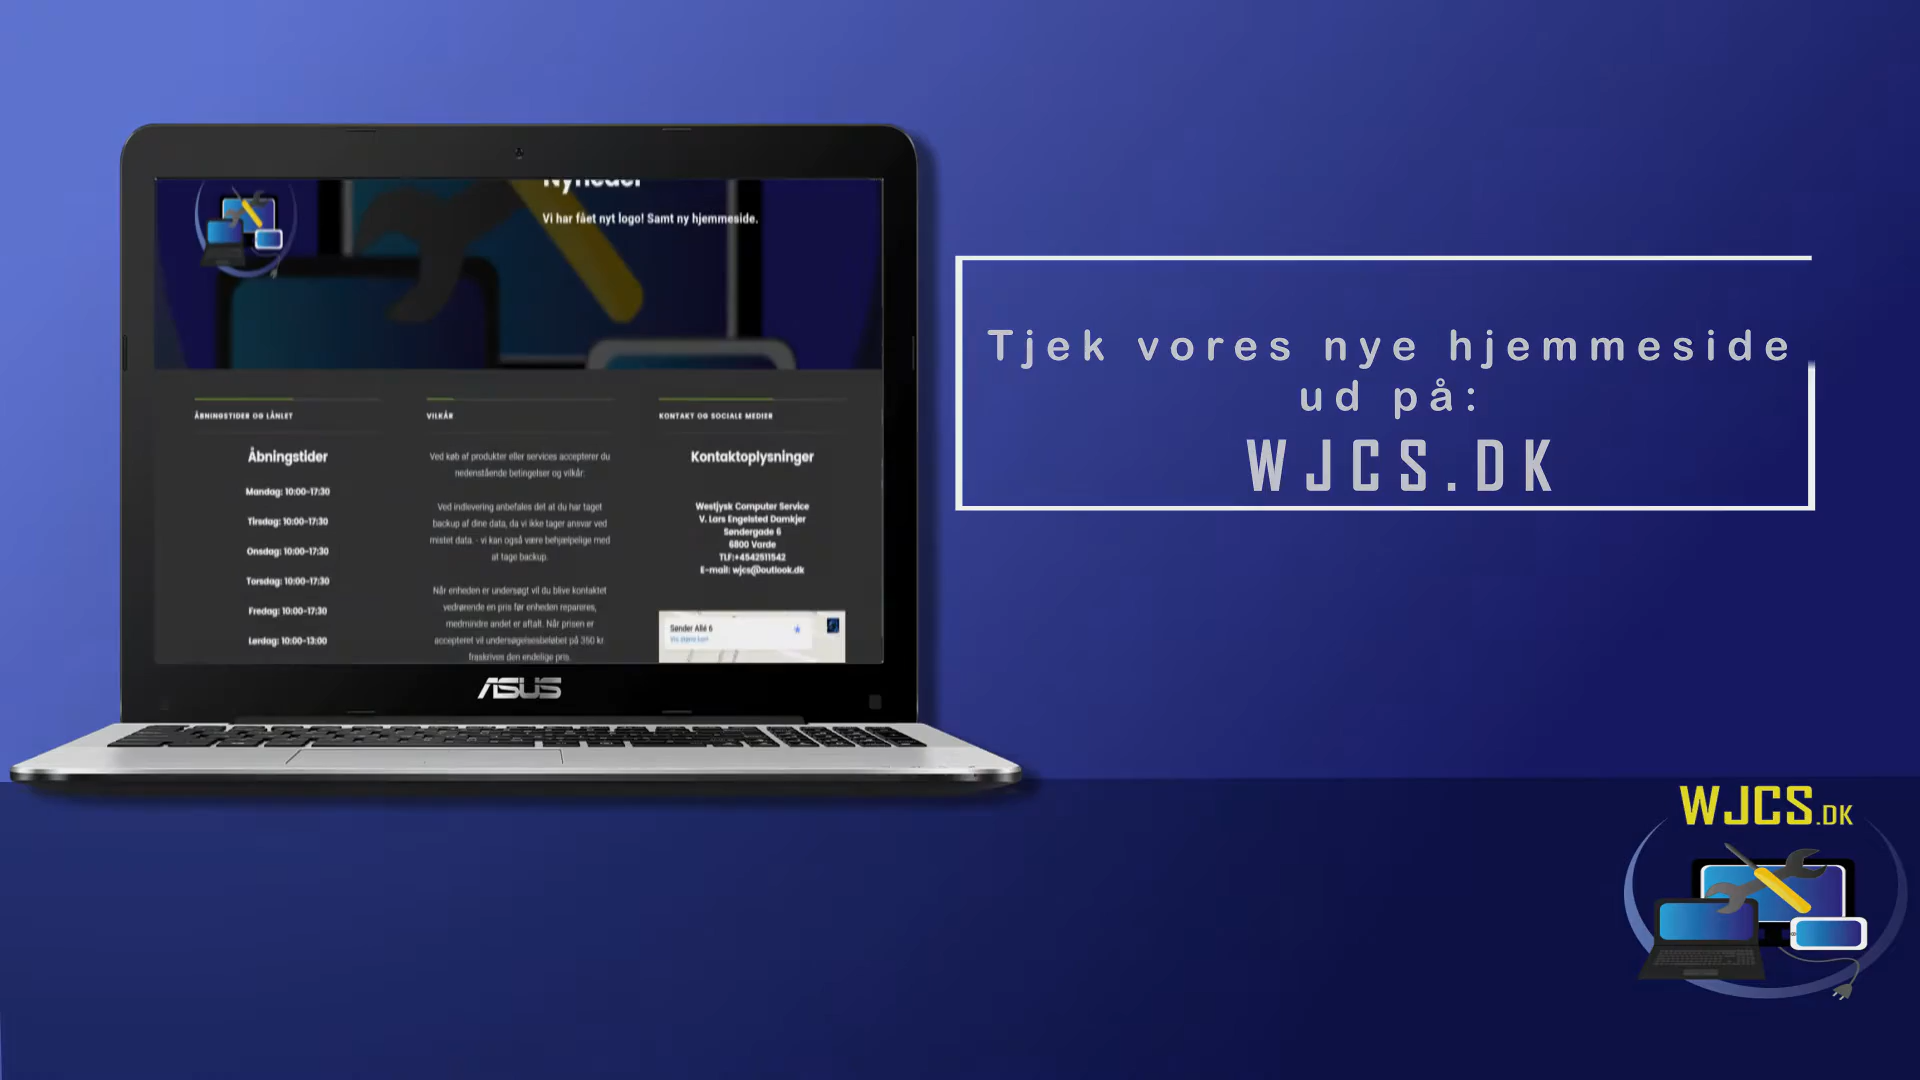 Nyheder
Vi har fået nyt logo! Samt ny hjemmeside.
ÅBNINGSTIDER OG LÅNLET
Åbningstider
Mandag: 10:00-17:30
Tirsdag: 10:00-17:30
Onsdag: 10:00-17:30
Torsdag: 10:00-17:30
Fredag: 10:00-17:30
Lørdag: 10:00-13:00
VILKÅR
Ved køb af produkter eller services accepterer du
nedenstående betingelser og vilkår:
Ved indlevering anbefales det at du har taget
backup af dine data, da vi ikke tager ansvar ved
mistet data. - vi kan også være behjælpelige med
at tage backup.
Når enheden er undersøgt vil du blive kontaktet
vedrørende en pris før enheden repareres,
medmindre andet er aftalt. Når prisen er
accepteret vil undersøgelsesbeløbet på 350 kr.
fraskrives den endelige pris.
KONTAKT OG SOCIALE MEDIER
Kontaktoplysninger
Westjysk Computer Service
V. Lars Engelsted Damkjer
Søndergade 6
6800 Varde
TLF:+4542511542
E-mail: wjcs@outlook.dk
Sønder Allé 6
Vis større kort
ASUS
Tjek vores nye hjemmeside
ud på:
WJCS.DK
WJCS.DK